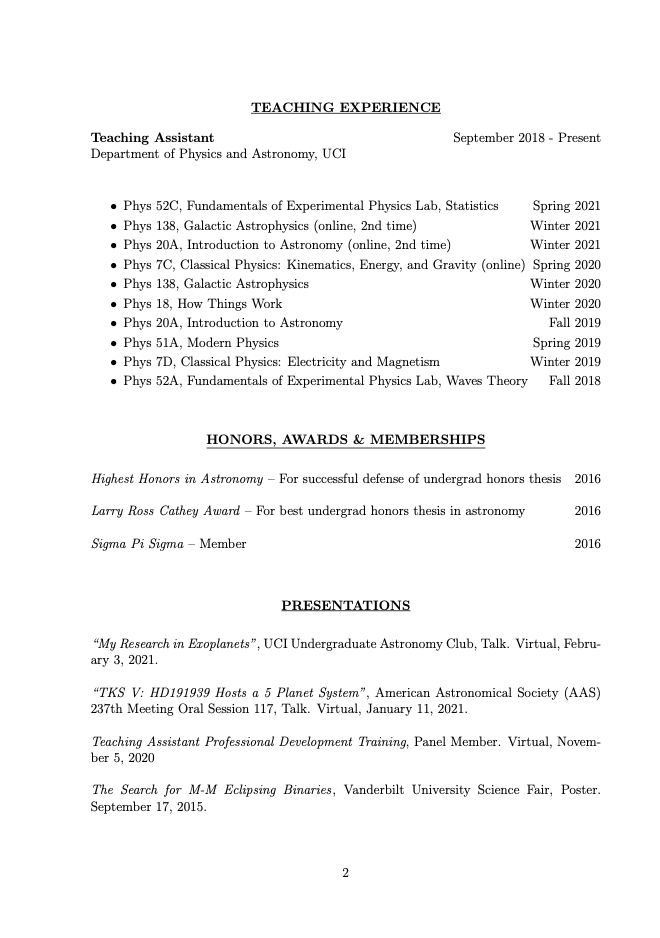 TEACHING EXPERIENCE
Teaching Assistant September 2018 - Present
Department of Physics and Astronomy, UCI
• Phys 52C, Fundamentals of Experimental Physics Lab, Statistics Spring 2021
• Phys 138, Galactic Astrophysics (online, 2nd time) Winter 2021
• Phys 20A, Introduction to Astronomy (online, 2nd time) Winter 2021
• Phys 7C, Classical Physics: Kinematics, Energy, and Gravity (online) Spring 2020
• Phys 138, Galactic Astrophysics Winter 2020
• Phys 18, How Things Work Winter 2020
• Phys 20A, Introduction to Astronomy Fall 2019
• Phys 51A, Modern Physics Spring 2019
• Phys 7D, Classical Physics: Electricity and Magnetism Winter 2019
• Phys 52A, Fundamentals of Experimental Physics Lab, Waves Theory Fall 2018
HONORS, AWARDS & MEMBERSHIPS
Highest Honors in Astronomy – For successful defense of undergrad honors thesis 2016
Larry Ross Cathey Award – For best undergrad honors thesis in astronomy 2016
Sigma Pi Sigma – Member 2016
PRESENTATIONS
“My Research in Exoplanets”, UCI Undergraduate Astronomy Club, Talk. Virtual, Febru-
ary 3, 2021.
“TKS V: HD191939 Hosts a 5 Planet System”, American Astronomical Society (AAS)
237th Meeting Oral Session 117, Talk. Virtual, January 11, 2021.
Teaching Assistant Professional Development Training, Panel Member. Virtual, Novem-
ber 5, 2020
The Search for M-M Eclipsing Binaries, Vanderbilt University Science Fair, Poster.
September 17, 2015.
2